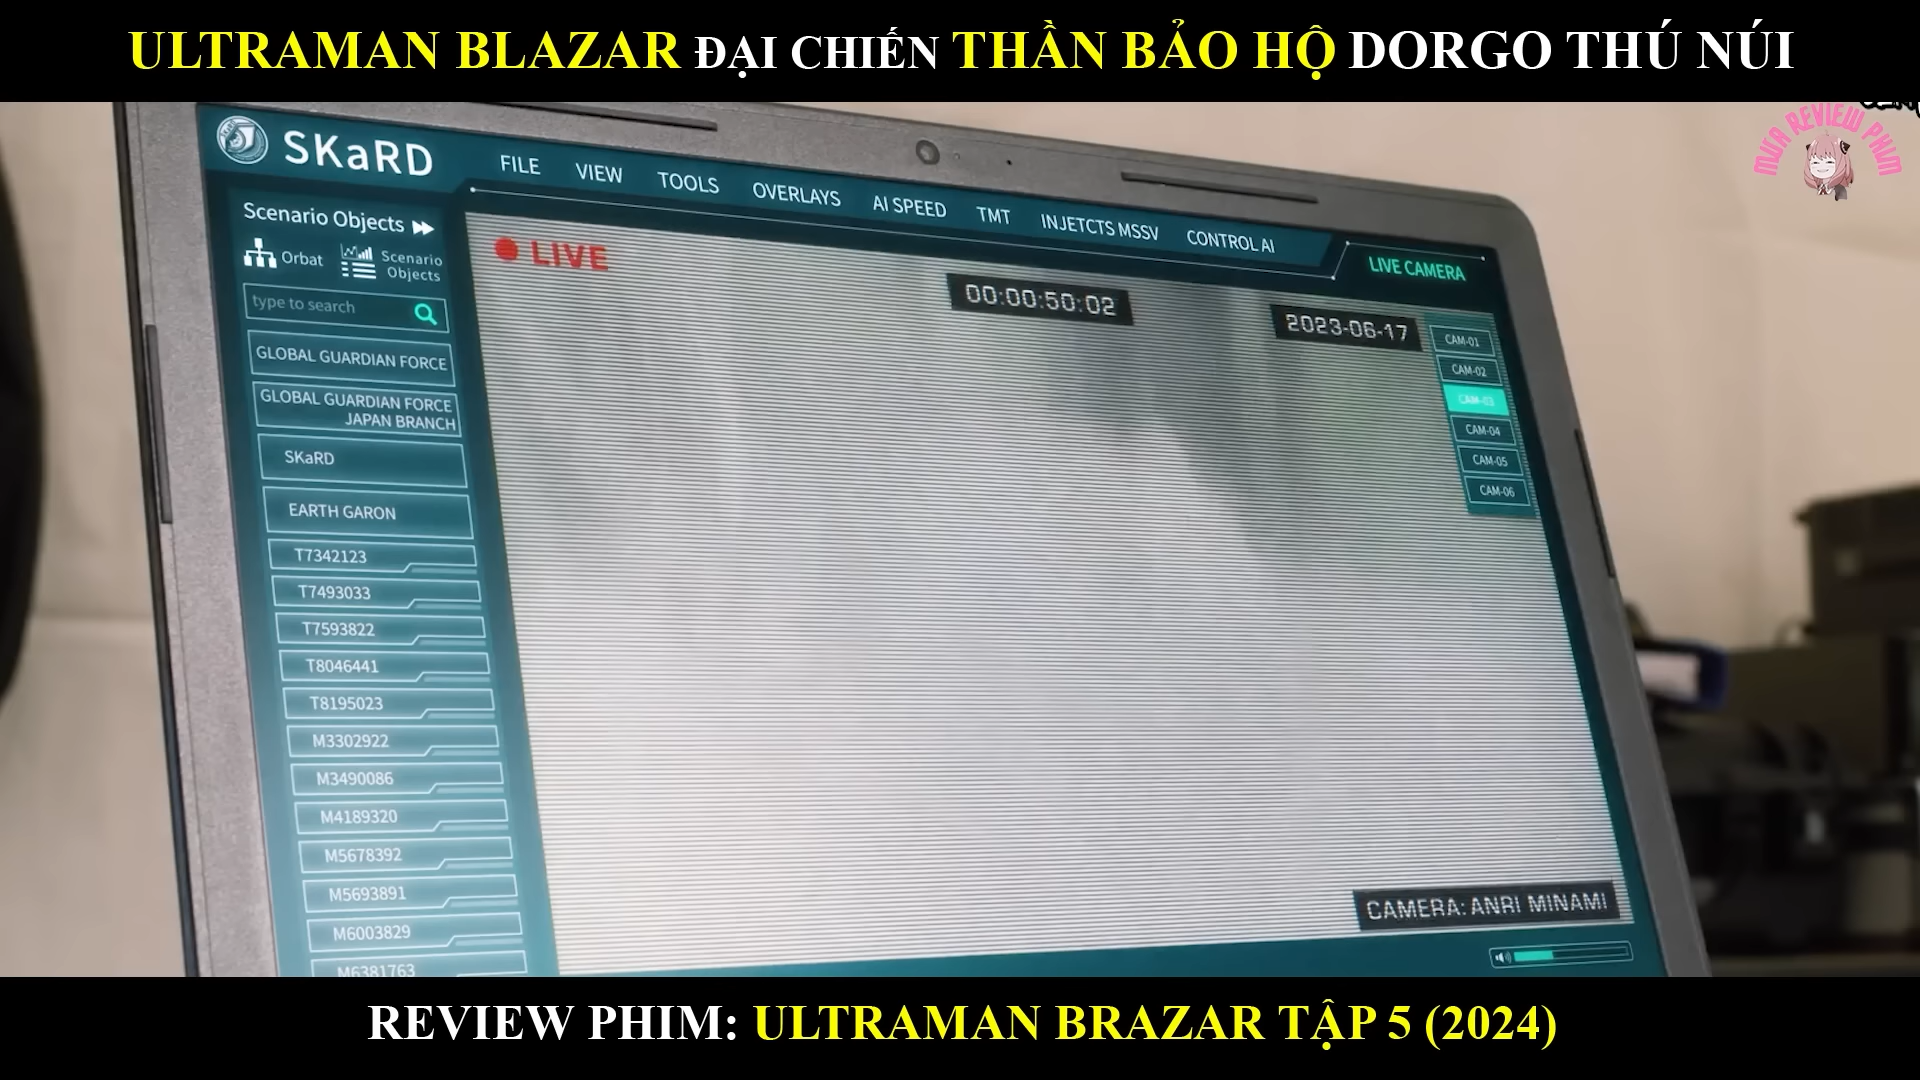 ULTRAMAN BLAZAR ĐẠI CHIẾN THẦN BẢO HỘ DORGO THÚ NÚI
MƯA REVIEW PHIM
SKaRD
FILE VIEW TOOLS OVERLAYS AI SPEED TMT INJETCTS MSSV CONTROL AI
LIVE CAMERA
Scenario Objects
Orbat
Scenario
Objects
type to search
GLOBAL GUARDIAN FORCE
GLOBAL GUARDIAN FORCE
JAPAN BRANCH
SKaRD
EARTH GARON
T7342123
T7493033
T7593822
T8046441
T8195023
M3302922
M3490086
M4189320
M5678392
M5693891
M6003829
M6381763
LIVE
00:00:50:02
2023-06-17
CAM-01
CAM-02
CAM-03
CAM-04
CAM-05
CAM-06
CAMERA: ANRI MINAMI
REVIEW PHIM: ULTRAMAN BRAZAR TẬP 5 (2024)